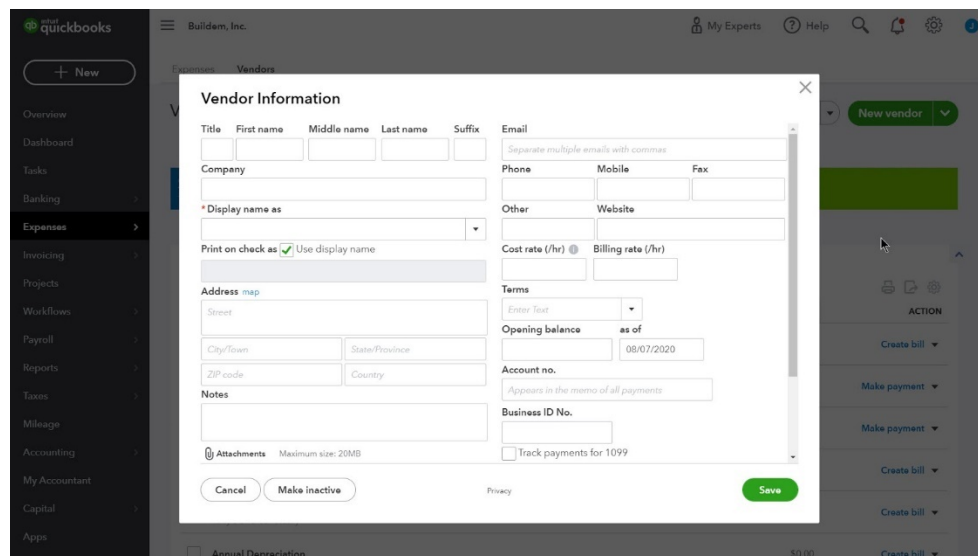 intuit
quickbooks
Buildem, Inc.
My Experts
Help
J
+ New
Expenses Vendors
V
New vendor
Overview
Dashboard
Tasks
Banking
Expenses
Invoicing
Projects
Workflows
Payroll
Reports
Taxes
Mileage
Accounting
My Accountant
Capital
Apps
Vendor Information
Title First name Middle name Last name Suffix
Company
*Display name as
Print on check as Use display name
Address map
Street
City/Town State/Province
ZIP code Country
Notes
Attachments Maximum size: 20MB
Email
Separate multiple emails with commas
Phone Mobile Fax
Other Website
Cost rate (/hr) Billing rate (/hr)
Terms
Enter Text
Opening balance as of
08/07/2020
Account no.
Appears in the memo of all payments
Business ID No.
Track payments for 1099
Cancel Make inactive Privacy Save
ACTION
Create bill
Make payment
Make payment
Create bill
Create bill
Annual Depreciation $0.00 Create bill